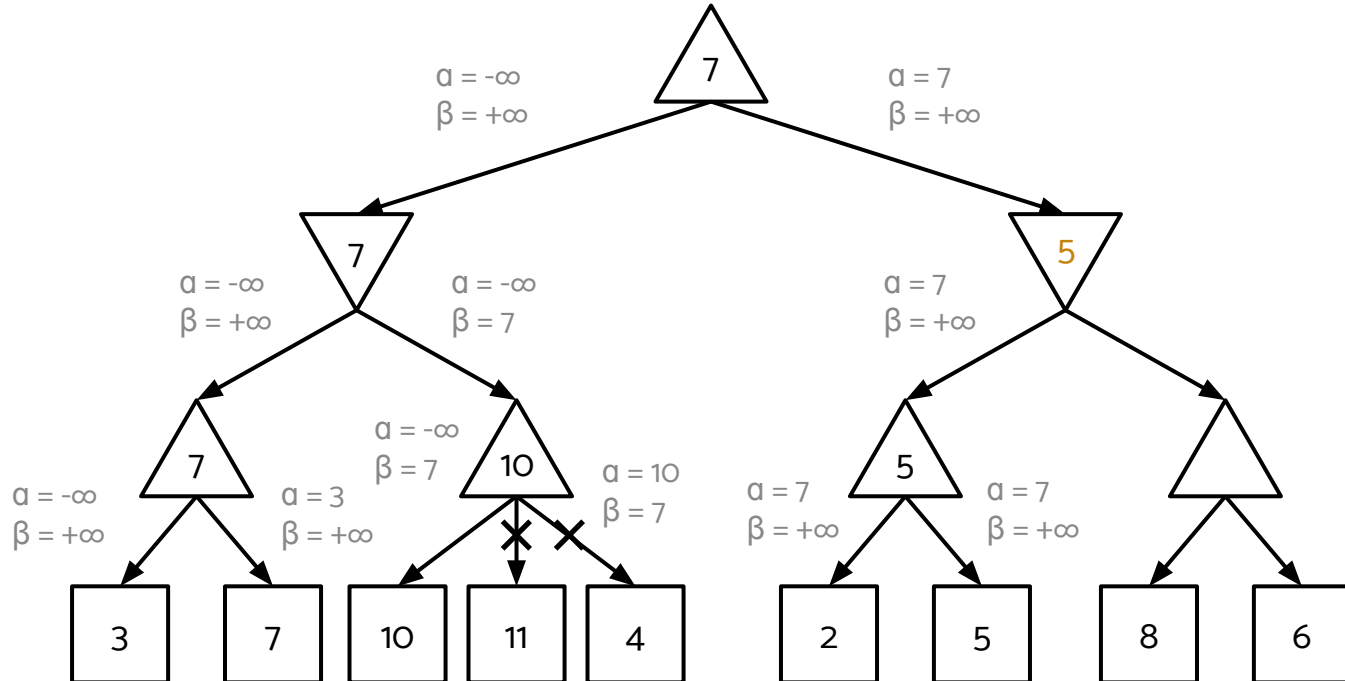 7
α = -∞
β = +∞
α = 7
β = +∞
7
5
α = -∞
β = +∞
α = -∞
β = 7
α = 7
β = +∞
7
10
5
α = -∞
β = 7
α = 10
β = 7
α = -∞
β = +∞
α = 3
β = +∞
α = 7
β = +∞
α = 7
β = +∞
3
7
10
11
4
2
5
8
6